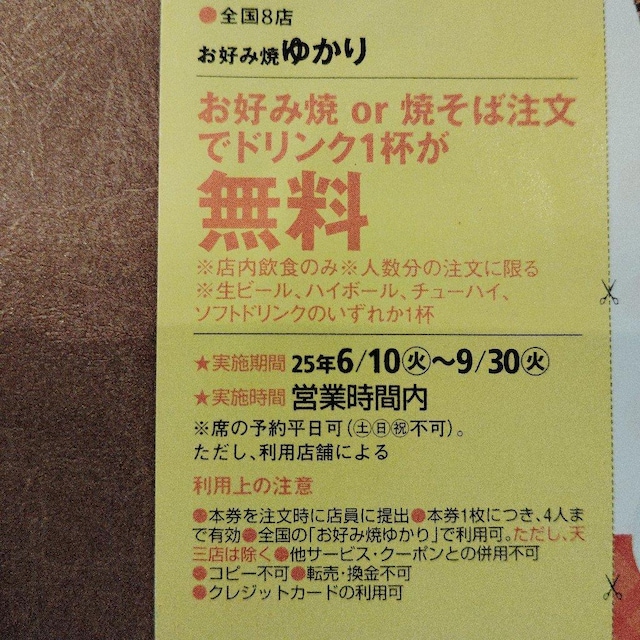 ●全国8店
お好み焼ゆかり
お好み焼 or 焼そば注文
でドリンク1杯が
無料
※店内飲食のみ※人数分の注文に限る
※生ビール、ハイボール、チューハイ、
ソフトドリンクのいずれか1杯
★実施期間 25年6/10㊋〜9/30㊋
★実施時間 営業時間内
※席の予約平日可(㊏㊐㊗不可)。
ただし、利用店舗による
利用上の注意
●本券を注文時に店員に提出●本券1枚につき、4人ま
で有効●全国の「お好み焼ゆかり」で利用可。ただし、天
三店は除く●他サービス・クーポンとの併用不可
●コピー不可●転売・換金不可
●クレジットカードの利用可